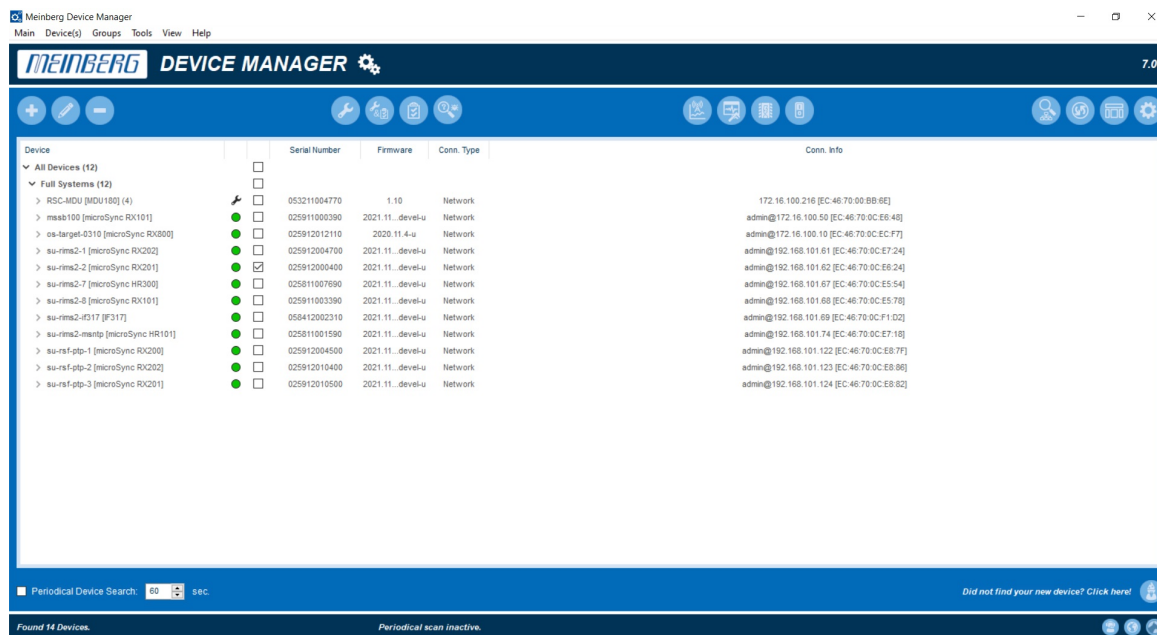 Meinberg Device Manager
Main Device(s) Groups Tools View Help
MEINBERG DEVICE MANAGER 7.0
Device Serial Number Firmware Conn. Type Conn. Info
All Devices (12)
Full Systems (12)
RSC-MDU [MDU180] (4) 053211004770 1.10 Network 172.16.100.216 [EC:46:70:00:BB:6E]
mssb100 [microSync RX101] 025911000390 2021.11...devel-u Network admin@172.16.100.50 [EC:46:70:0C:E6:48]
os-target-0310 [microSync RX800] 025912012110 2020.11.4-u Network admin@172.16.100.10 [EC:46:70:0C:EC:F7]
su-rims2-1 [microSync RX202] 025912004700 2021.11...devel-u Network admin@192.168.101.61 [EC:46:70:0C:E7:24]
su-rims2-2 [microSync RX201] 025912000400 2021.11...devel-u Network admin@192.168.101.62 [EC:46:70:0C:E6:24]
su-rims2-7 [microSync HR300] 025811007690 2021.11...devel-u Network admin@192.168.101.67 [EC:46:70:0C:E5:54]
su-rims2-8 [microSync RX101] 025911003390 2021.11...devel-u Network admin@192.168.101.68 [EC:46:70:0C:E5:78]
su-rims2-if317 [IF317] 058412002310 2021.11...devel-u Network admin@192.168.101.69 [EC:46:70:0C:F1:D2]
su-rims2-msntp [microSync HR101] 025811001590 2021.11...devel-u Network admin@192.168.101.74 [EC:46:70:0C:E7:18]
su-rsf-ptp-1 [microSync RX200] 025912004500 2021.11...devel-u Network admin@192.168.101.122 [EC:46:70:0C:E8:7F]
su-rsf-ptp-2 [microSync RX202] 025912010400 2021.11...devel-u Network admin@192.168.101.123 [EC:46:70:0C:E8:86]
su-rsf-ptp-3 [microSync RX201] 025912010500 2021.11...devel-u Network admin@192.168.101.124 [EC:46:70:0C:E8:82]
Periodical Device Search: 60 sec. Did not find your new device? Click here!
Found 14 Devices. Periodical scan inactive.